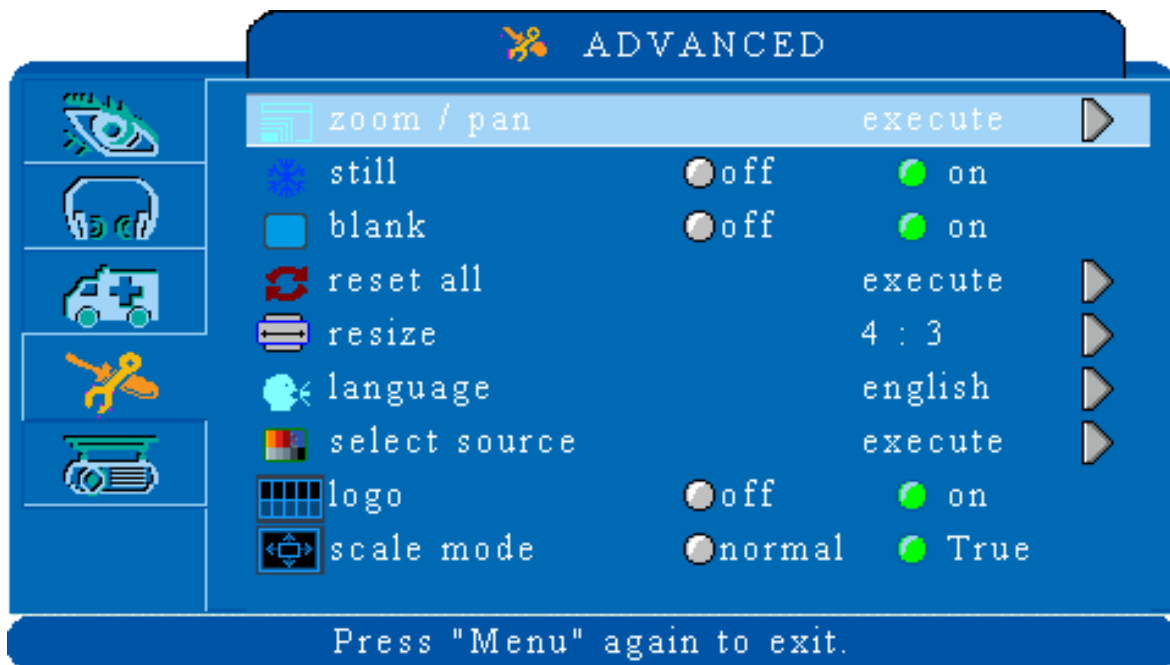 ADVANCED
zoom / pan execute
still off on
blank off on
reset all execute
resize 4 : 3
language english
select source execute
logo off on
scale mode normal True
Press "Menu" again to exit.